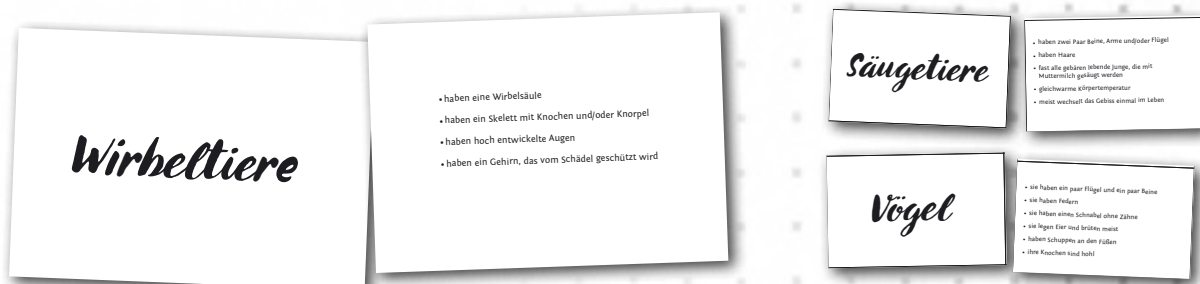 Wirbeltiere
• haben eine Wirbelsäule
• haben ein Skelett mit Knochen und/oder Knorpel
• haben hoch entwickelte Augen
• haben ein Gehirn, das vom Schädel geschützt wird
Säugetiere
• haben zwei Paar Beine, Arme und/oder Flügel
• haben Haare
• fast alle gebären lebende Junge, die mit
Muttermilch gesäugt werden
• gleichwarme Körpertemperatur
• meist wechselt das Gebiss einmal im Leben
Vögel
• sie haben ein paar Flügel und ein paar Beine
• sie haben Federn
• sie haben einen Schnabel ohne Zähne
• sie legen Eier und brüten meist
• haben Schuppen an den Füßen
• ihre Knochen sind hohl